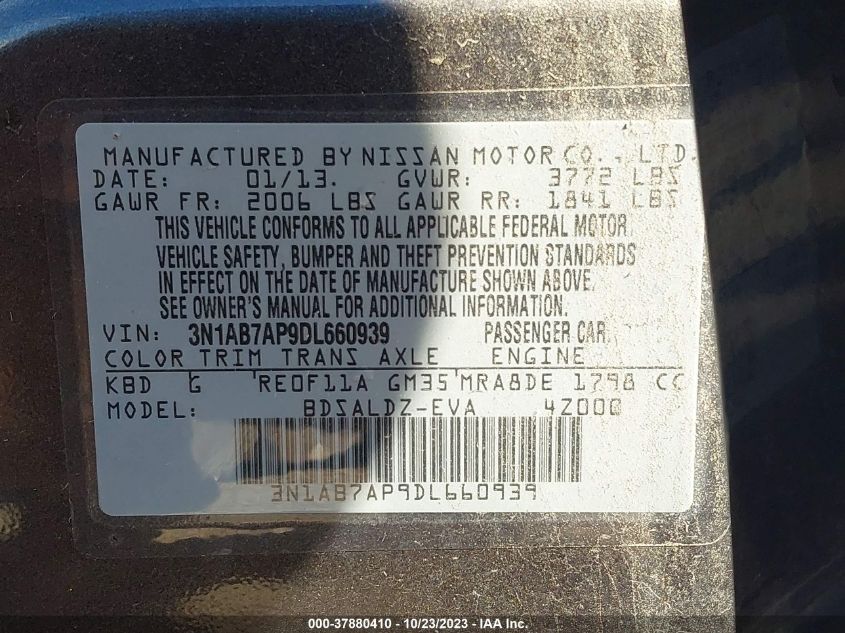 MANUFACTURED BY NISSAN MOTOR CO., LTD.
DATE: 01/13. GVWR: 3772 LBS
GAWR FR: 2006 LBS GAWR RR: 1841 LBS
THIS VEHICLE CONFORMS TO ALL APPLICABLE FEDERAL MOTOR
VEHICLE SAFETY, BUMPER AND THEFT PREVENTION STANDARDS
IN EFFECT ON THE DATE OF MANUFACTURE SHOWN ABOVE.
SEE OWNER'S MANUAL FOR ADDITIONAL INFORMATION.
VIN: 3N1AB7AP9DL660939 PASSENGER CAR
COLOR TRIM TRANS AXLE ENGINE
KBD G RE0F11A GM35 MRA8DE 1798 CC
MODEL: BDSALDZ-EVA 4Z000
3N1AB7AP9DL660939
000-37880410 | 10/23/2023 | © IAA Inc.